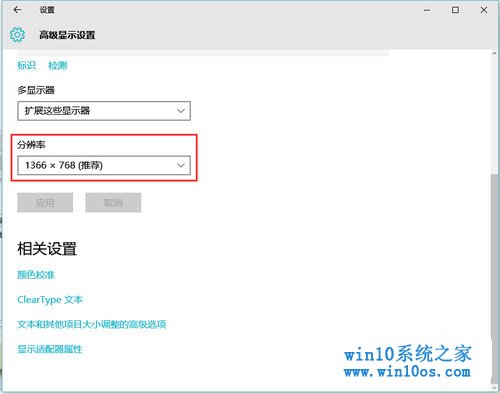 设置
高级显示设置
标识 检测
多显示器
扩展这些显示器
分辨率
1366 × 768 (推荐)
应用 取消
相关设置
颜色校准
ClearType 文本
文本和其他项目大小调整的高级选项
显示适配器属性
win10系统之家
www.win10os.com